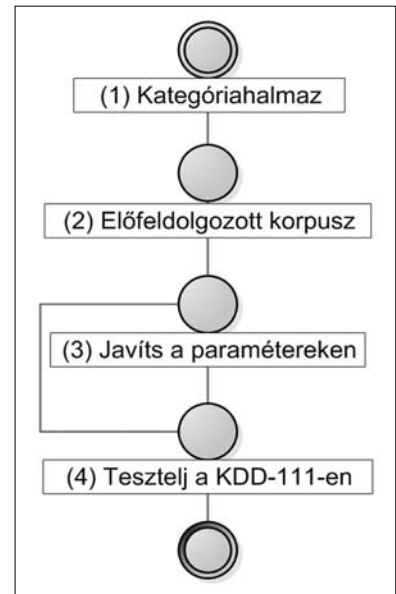 (1) Kategóriahalmaz
(2) Előfeldolgozott korpusz
(3) Javíts a paramétereken
(4) Tesztelj a KDD-111-en